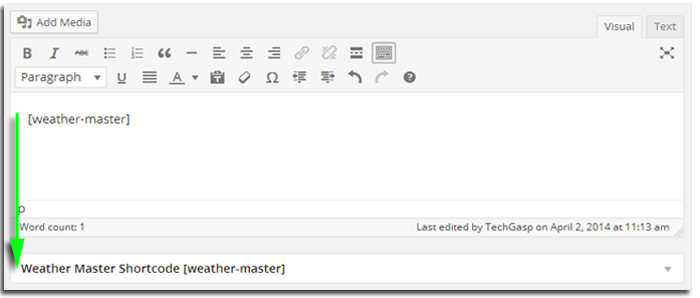 Add Media
Visual Text
B I ABC
Paragraph U A Ω ?
[weather-master]
p
Word count: 1 Last edited by TechGasp on April 2, 2014 at 11:13 am
Weather Master Shortcode [weather-master]